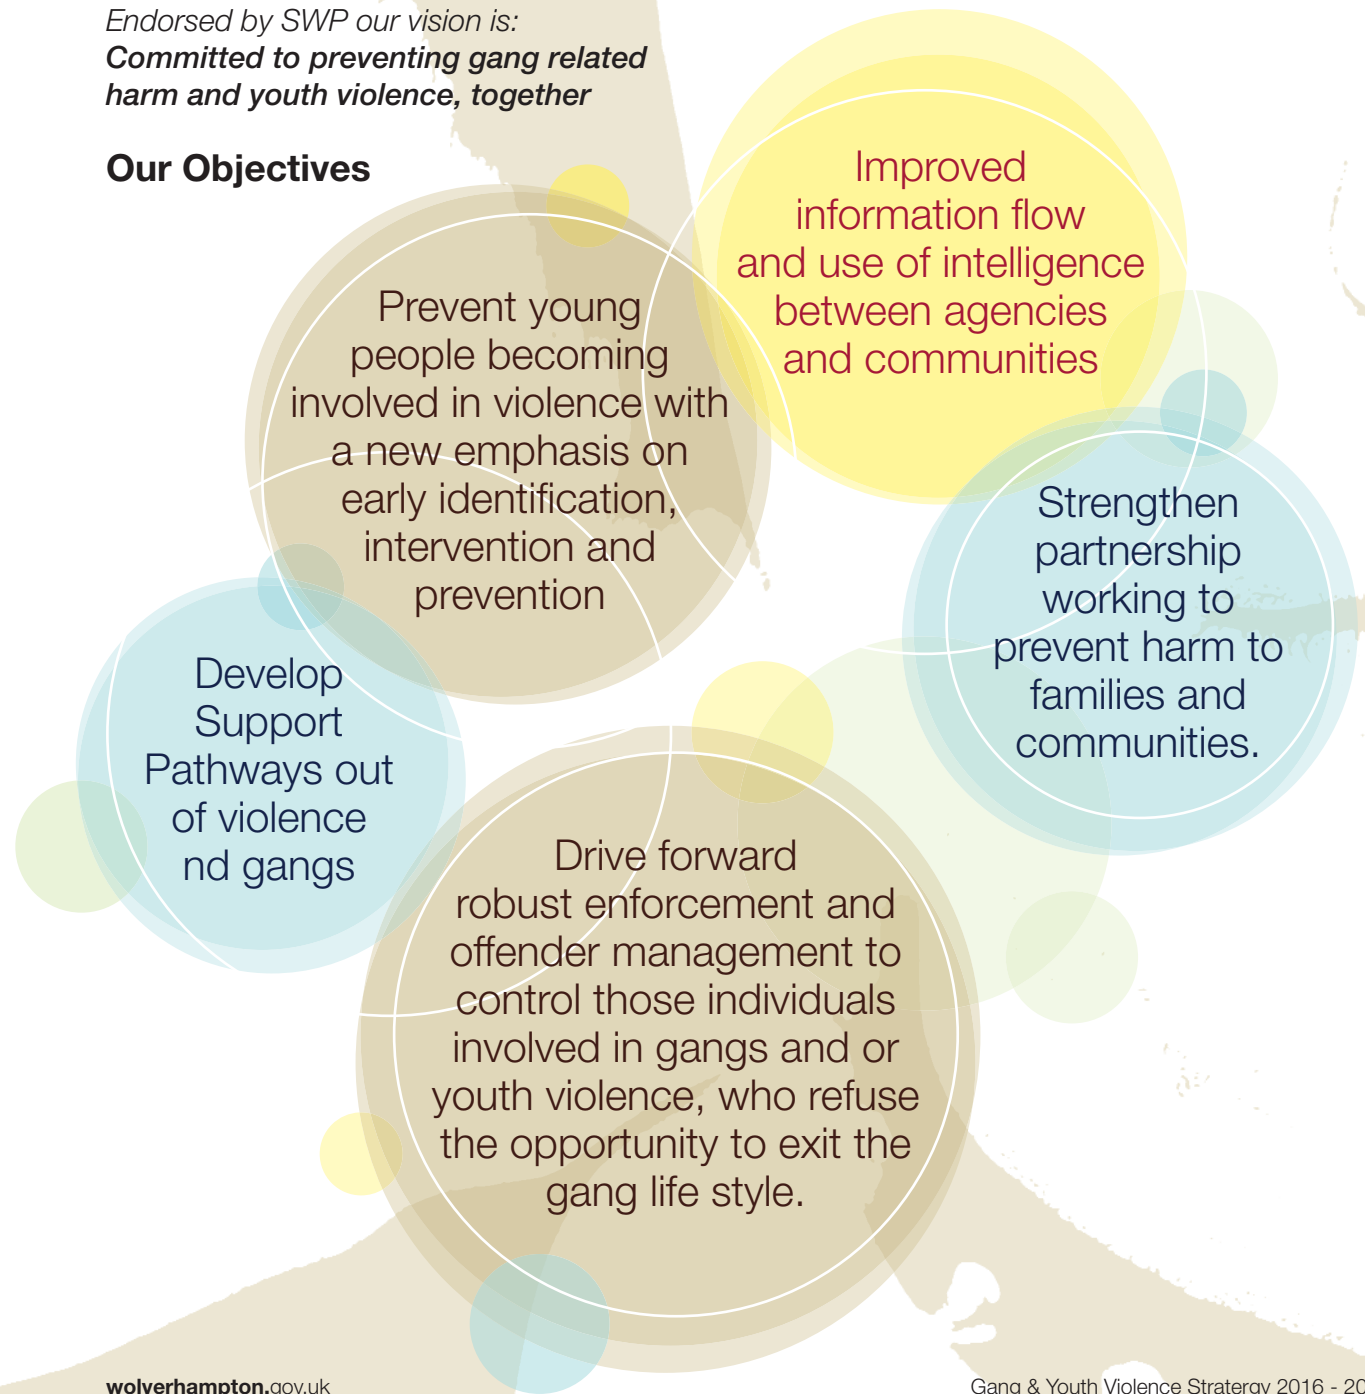 Endorsed by SWP our vision is:
Committed to preventing gang related
harm and youth violence, together
Our Objectives
Improved
information flow
and use of intelligence
between agencies
and communities
Prevent young
people becoming
involved in violence with
a new emphasis on
early identification,
intervention and
prevention
Strengthen
partnership
working to
prevent harm to
families and
communities.
Develop
Support
Pathways out
of violence
nd gangs
Drive forward
robust enforcement and
offender management to
control those individuals
involved in gangs and or
youth violence, who refuse
the opportunity to exit the
gang life style.
wolverhampton.gov.uk
Gang & Youth Violence Stratergy 2016 - 20